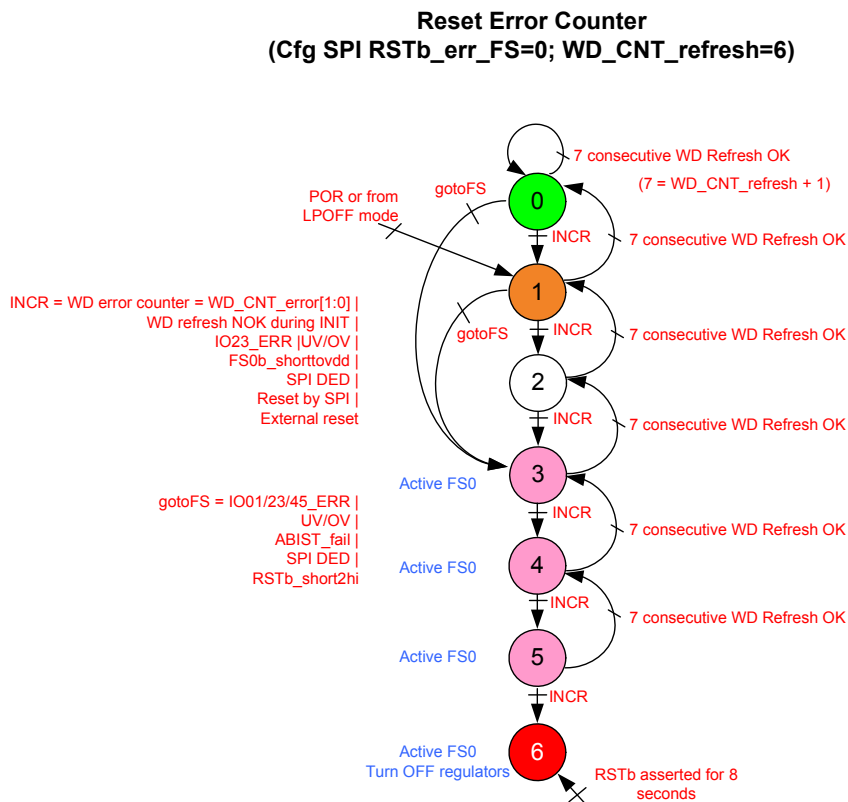 Reset Error Counter
(Cfg SPI RSTb_err_FS=0; WD_CNT_refresh=6)
7 consecutive WD Refresh OK
(7 = WD_CNT_refresh + 1)
gotoFS
POR or from
LPOFF mode
0
INCR
7 consecutive WD Refresh OK
1
INCR = WD error counter = WD_CNT_error[1:0] |
WD refresh NOK during INIT |
IO23_ERR |UV/OV |
FS0b_shorttovdd |
SPI DED |
Reset by SPI |
External reset
gotoFS
INCR
7 consecutive WD Refresh OK
2
INCR
7 consecutive WD Refresh OK
Active FS0
3
gotoFS = IO01/23/45_ERR |
UV/OV |
ABIST_fail |
SPI DED |
RSTb_short2hi
INCR
7 consecutive WD Refresh OK
Active FS0
4
INCR
7 consecutive WD Refresh OK
Active FS0
5
INCR
Active FS0
Turn OFF regulators
6
RSTb asserted for 8
seconds